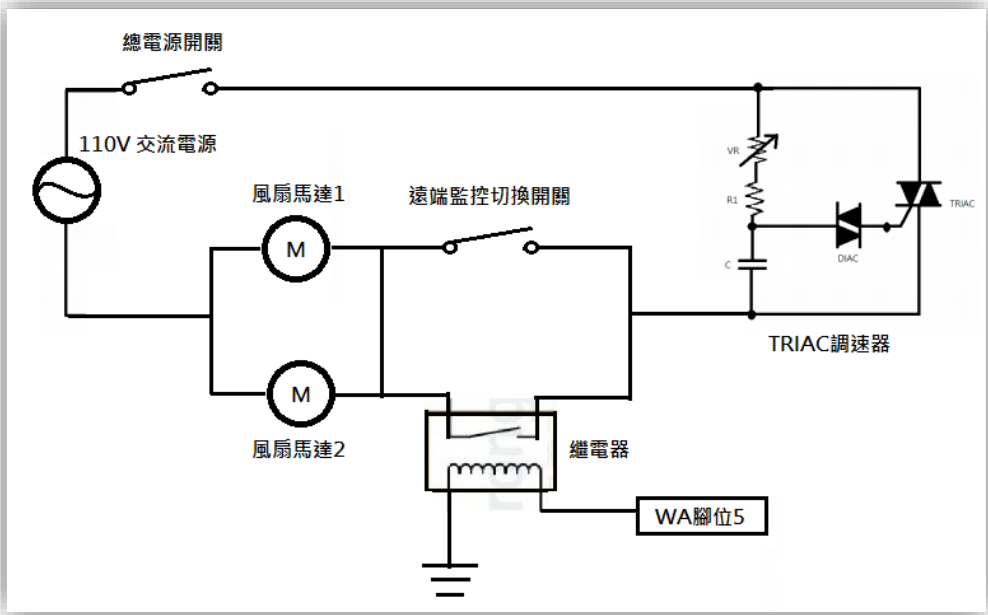 總電源開關
110V 交流電源
風扇馬達1
遠端監控切換開關
VR
R1
TRIAC
M
DIAC
C
TRIAC調速器
M
風扇馬達2
繼電器
WA腳位5